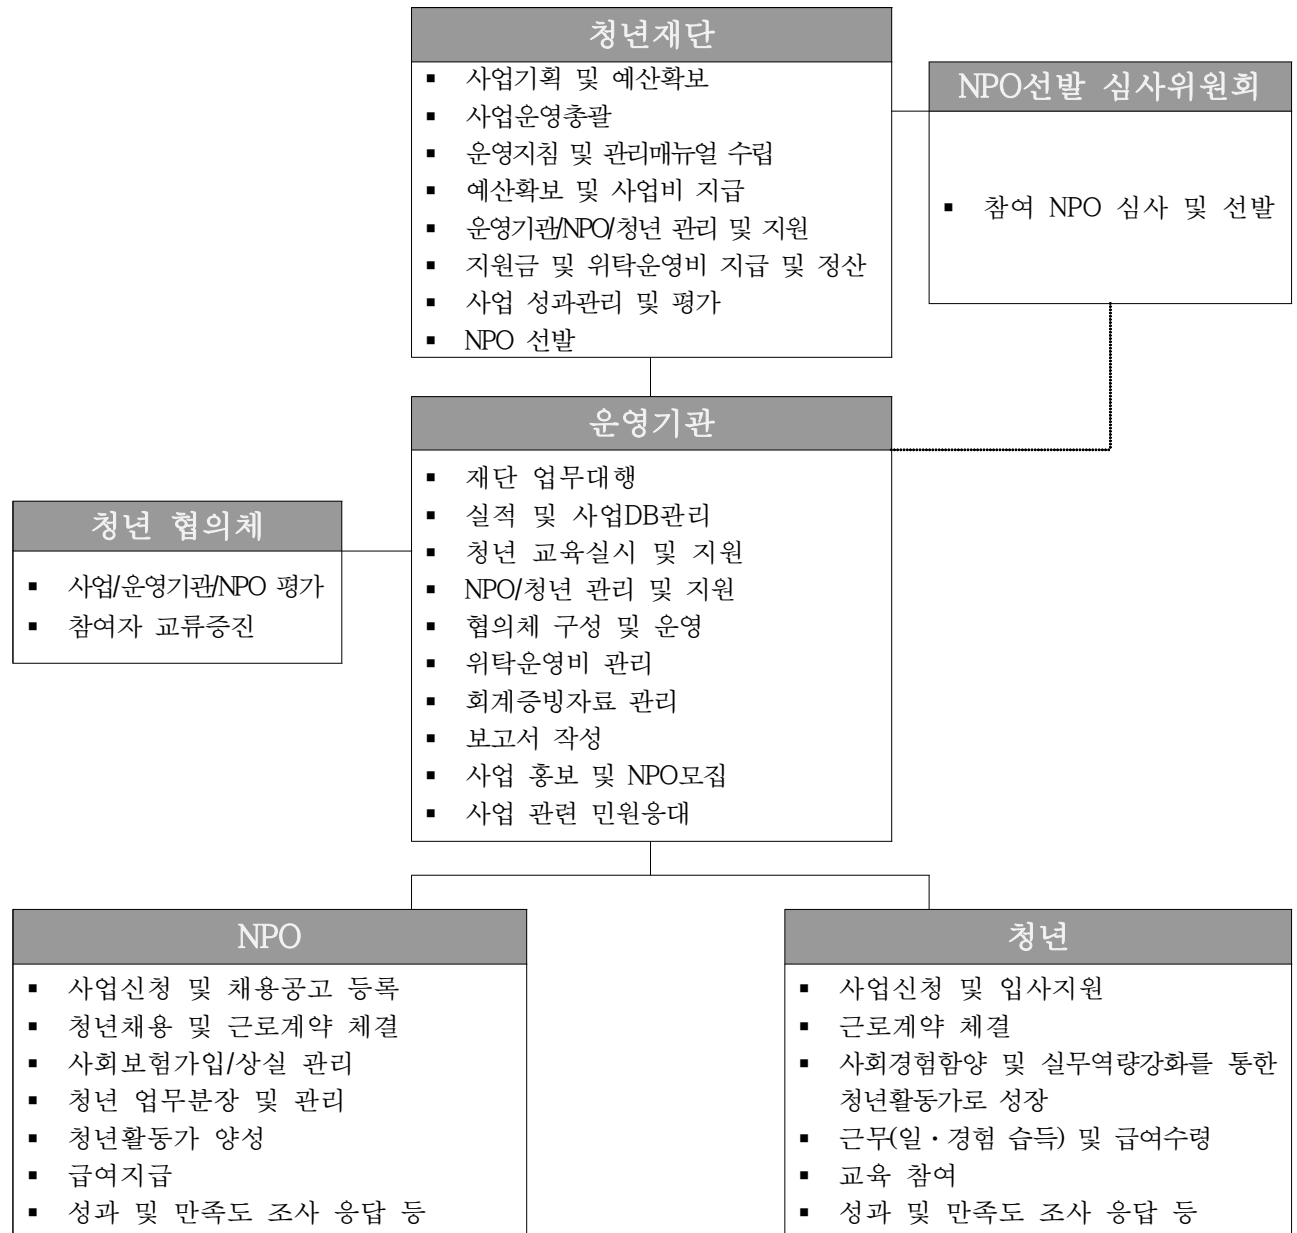 청년재단
▪ 사업기획 및 예산확보
▪ 사업운영총괄
▪ 운영지침 및 관리매뉴얼 수립
▪ 예산확보 및 사업비 지급
▪ 운영기관/NPO/청년 관리 및 지원
▪ 지원금 및 위탁운영비 지급 및 정산
▪ 사업 성과관리 및 평가
▪ NPO 선발
NPO선발 심사위원회
▪ 참여 NPO 심사 및 선발
운영기관
▪ 재단 업무대행
▪ 실적 및 사업DB관리
▪ 청년 교육실시 및 지원
▪ NPO/청년 관리 및 지원
▪ 협의체 구성 및 운영
▪ 위탁운영비 관리
▪ 회계증빙자료 관리
▪ 보고서 작성
▪ 사업 홍보 및 NPO모집
▪ 사업 관련 민원응대
청년 협의체
▪ 사업/운영기관/NPO 평가
▪ 참여자 교류증진
NPO
▪ 사업신청 및 채용공고 등록
▪ 청년채용 및 근로계약 체결
▪ 사회보험가입/상실 관리
▪ 청년 업무분장 및 관리
▪ 청년활동가 양성
▪ 급여지급
▪ 성과 및 만족도 조사 응답 등
청년
▪ 사업신청 및 입사지원
▪ 근로계약 체결
▪ 사회경험함양 및 실무역량강화를 통한
청년활동가로 성장
▪ 근무(일・경험 습득) 및 급여수령
▪ 교육 참여
▪ 성과 및 만족도 조사 응답 등